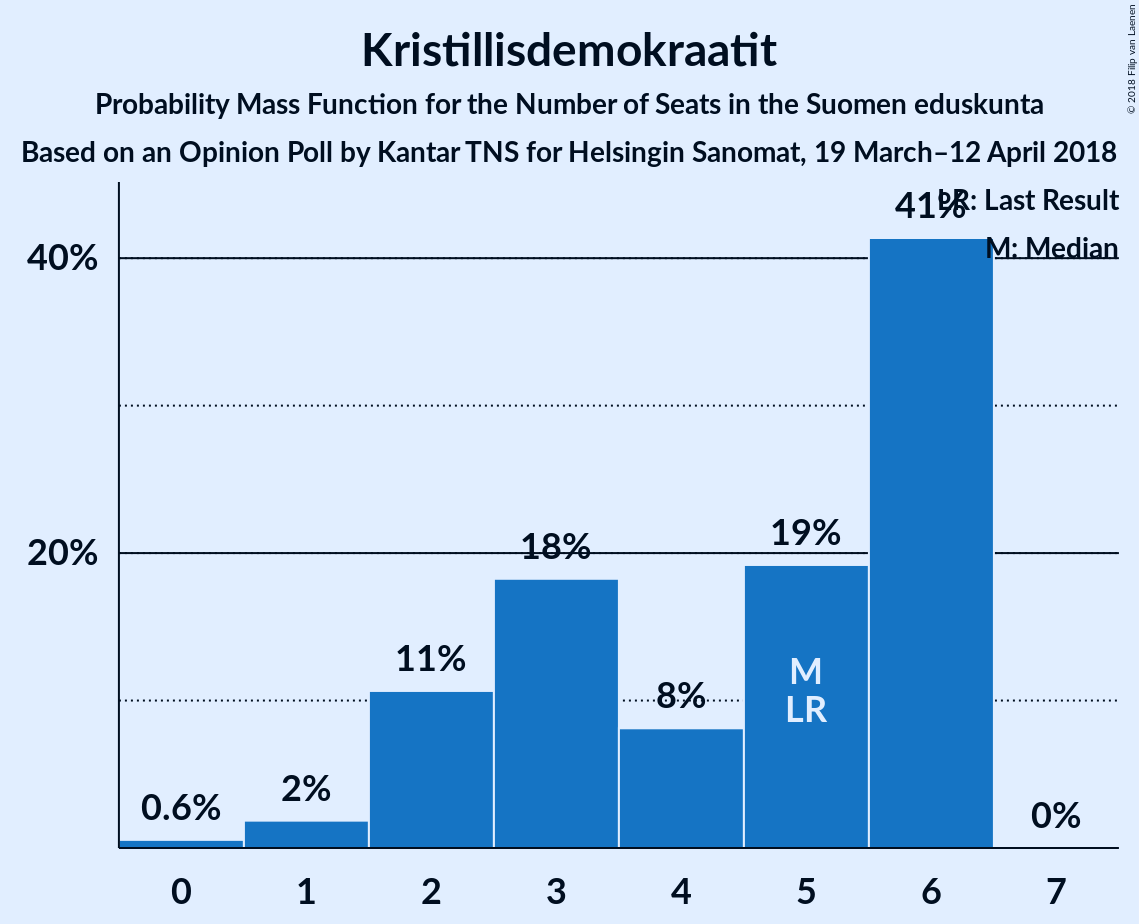 Kristillisdemokraatit
Probability Mass Function for the Number of Seats in the Suomen eduskunta
Based on an Opinion Poll by Kantar TNS for Helsingin Sanomat, 19 March–12 April 2018
© 2018 Filip van Laenen
LR: Last Result
M: Median
40%
20%
0.6%
2%
11%
18%
8%
19%
41%
0%
M
LR
0 1 2 3 4 5 6 7